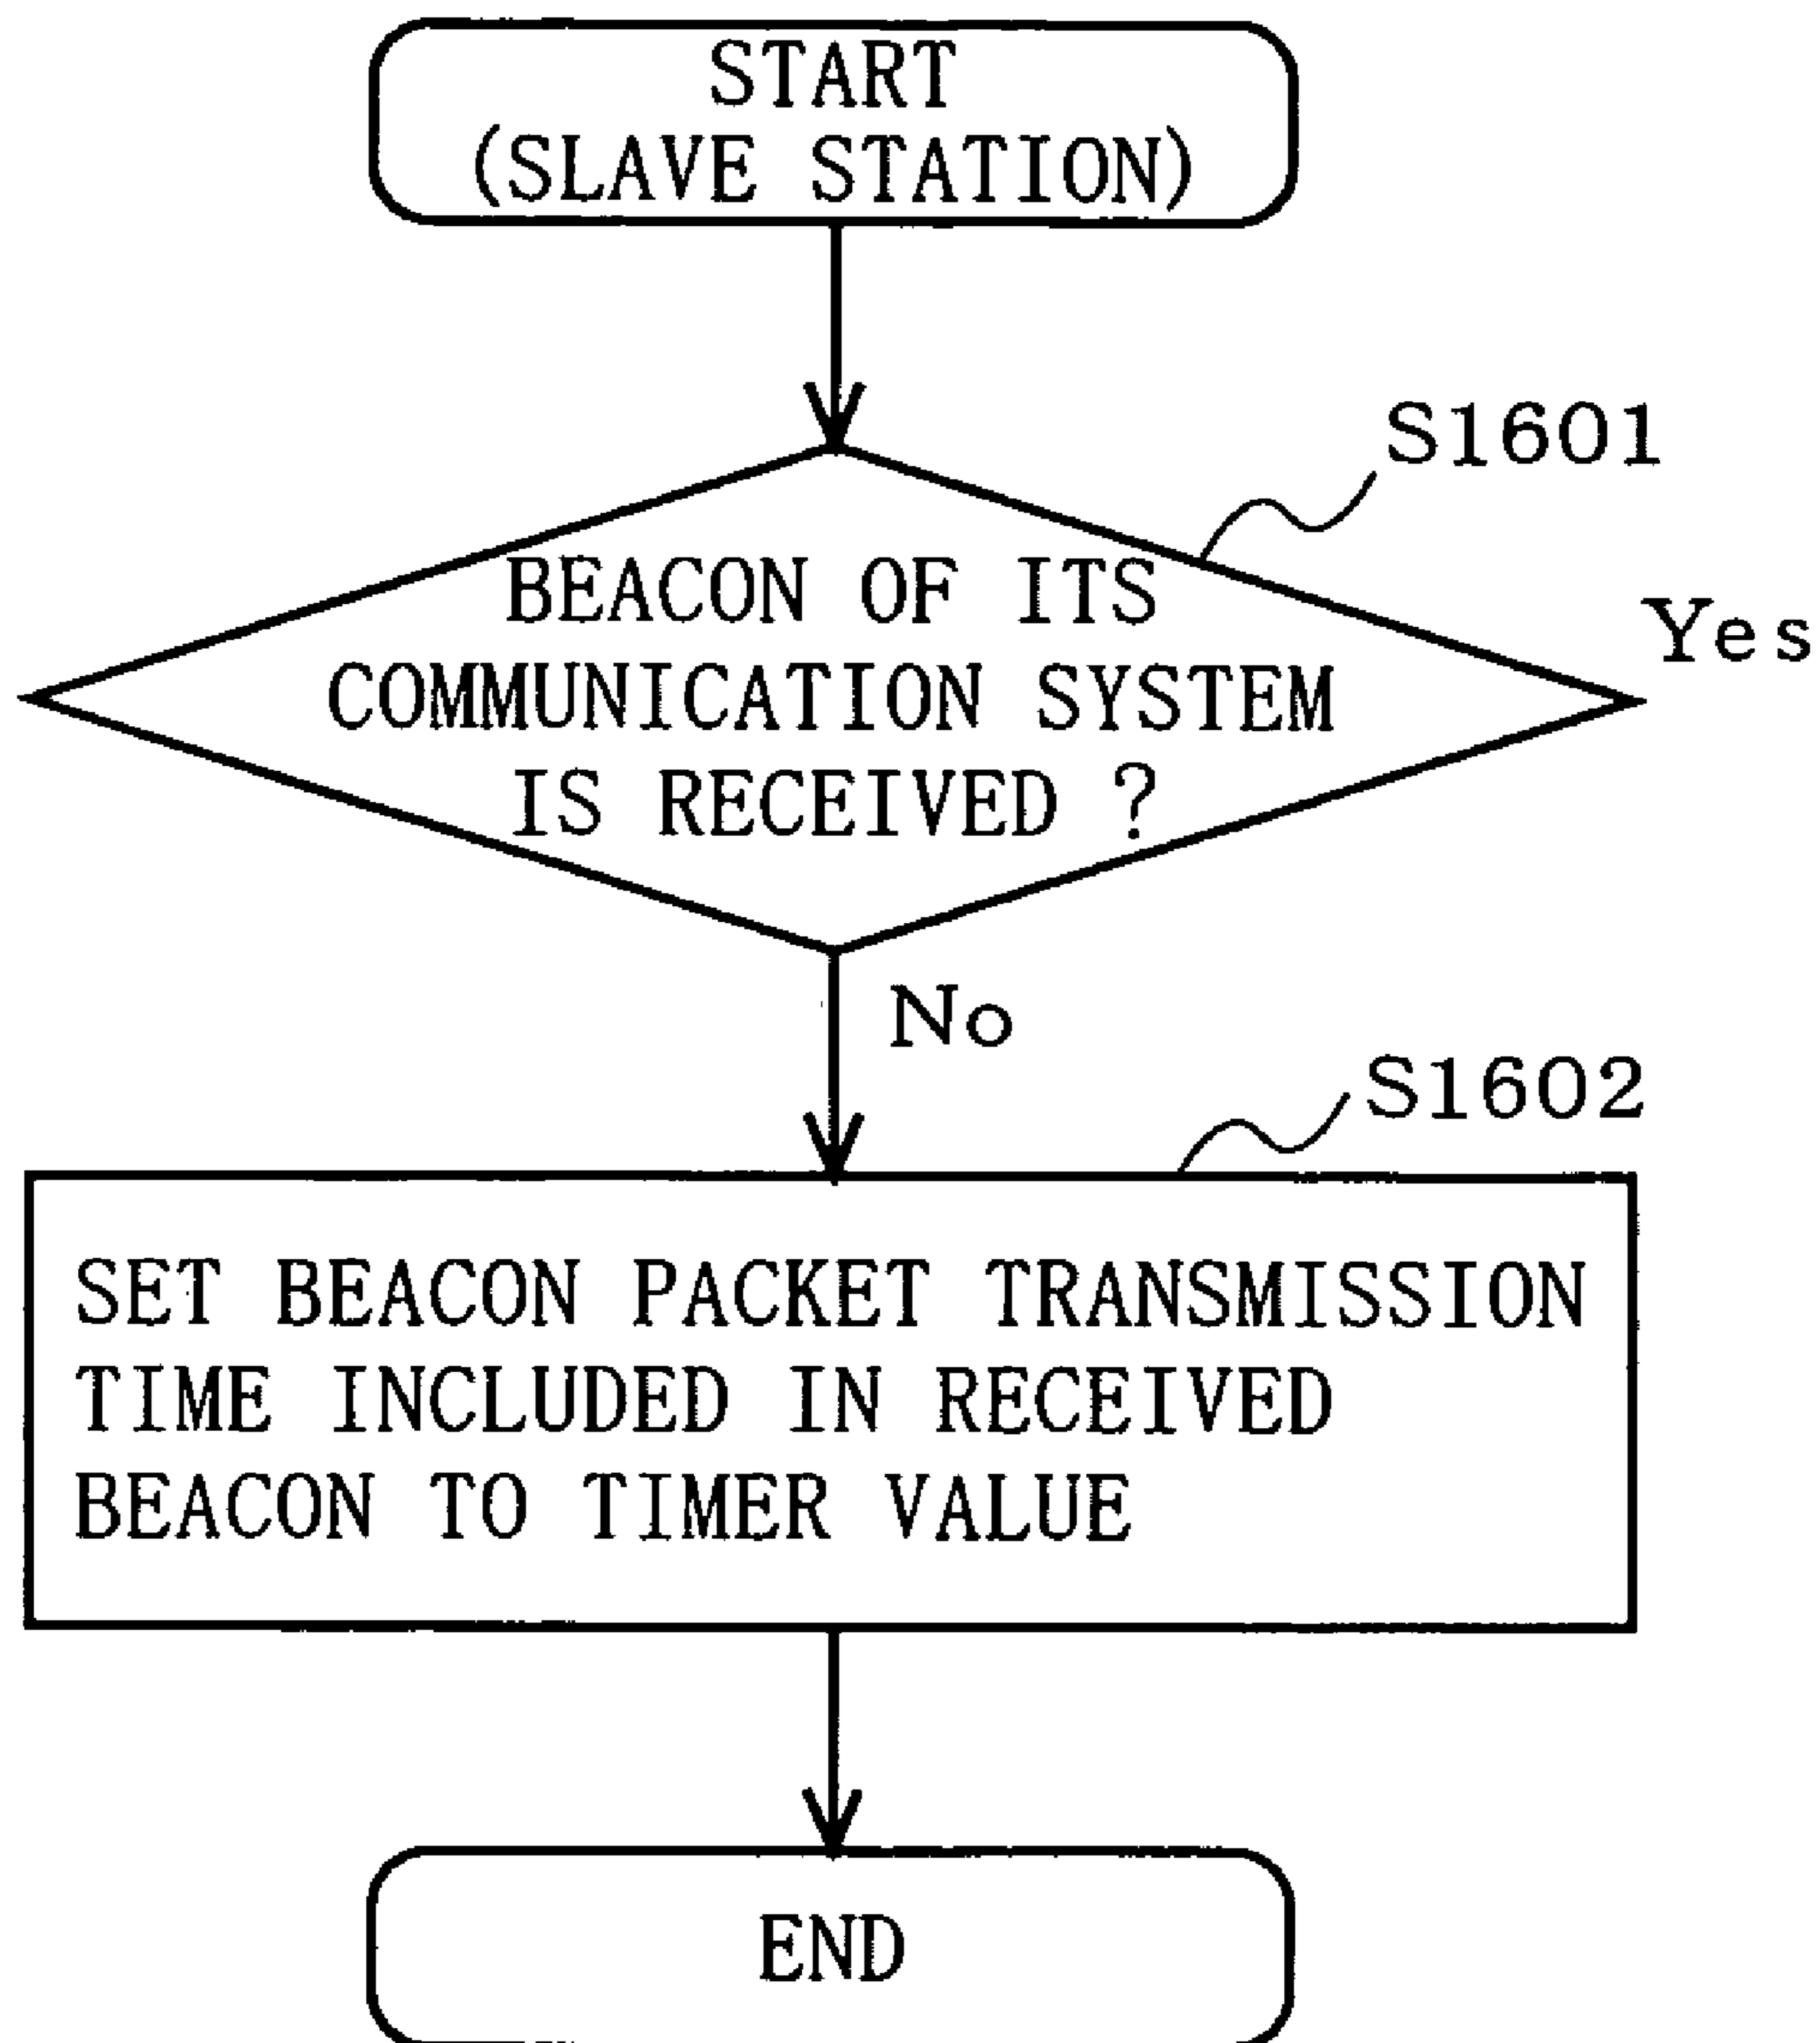 START
(SLAVE STATION)
S1601
BEACON OF ITS
COMMUNICATION SYSTEM
IS RECEIVED ?
Yes
No
S1602
SET BEACON PACKET TRANSMISSION
TIME INCLUDED IN RECEIVED
BEACON TO TIMER VALUE
END